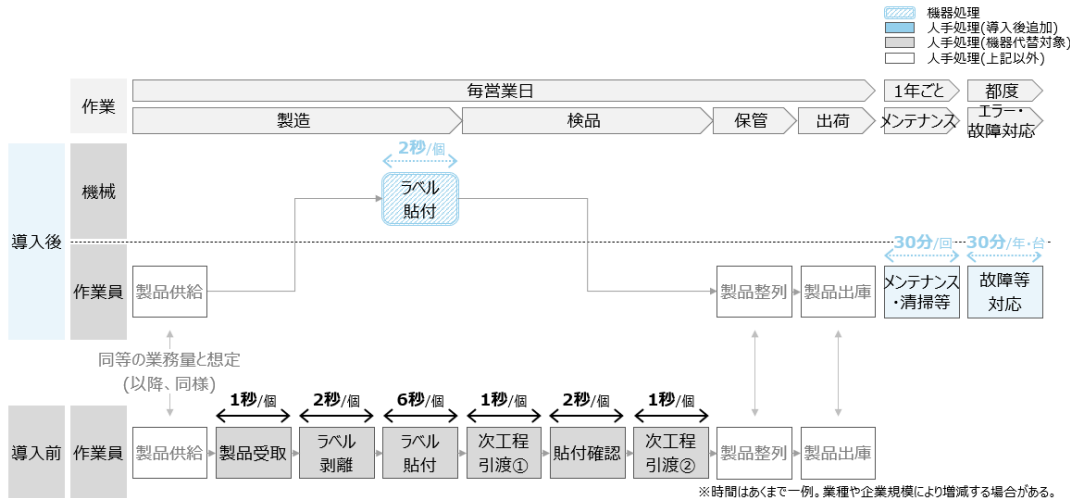 機器処理
人手処理(導入後追加)
人手処理(機器代替対象)
人手処理(上記以外)
作業
毎営業日
1年ごと
都度
製造
検品
保管
出荷
メンテナンス
エラー・
故障対応
導入後
機械
2秒/個
ラベル
貼付
作業員
製品供給
製品整列
製品出庫
30分/回
メンテナンス
・清掃等
30分/年・台
故障等
対応
同等の業務量と想定
(以降、同様)
導入前
作業員
製品供給
1秒/個
製品受取
2秒/個
ラベル
剥離
6秒/個
ラベル
貼付
1秒/個
次工程
引渡①
2秒/個
貼付確認
1秒/個
次工程
引渡②
製品整列
製品出庫
※時間はあくまで一例。業種や企業規模により増減する場合がある。